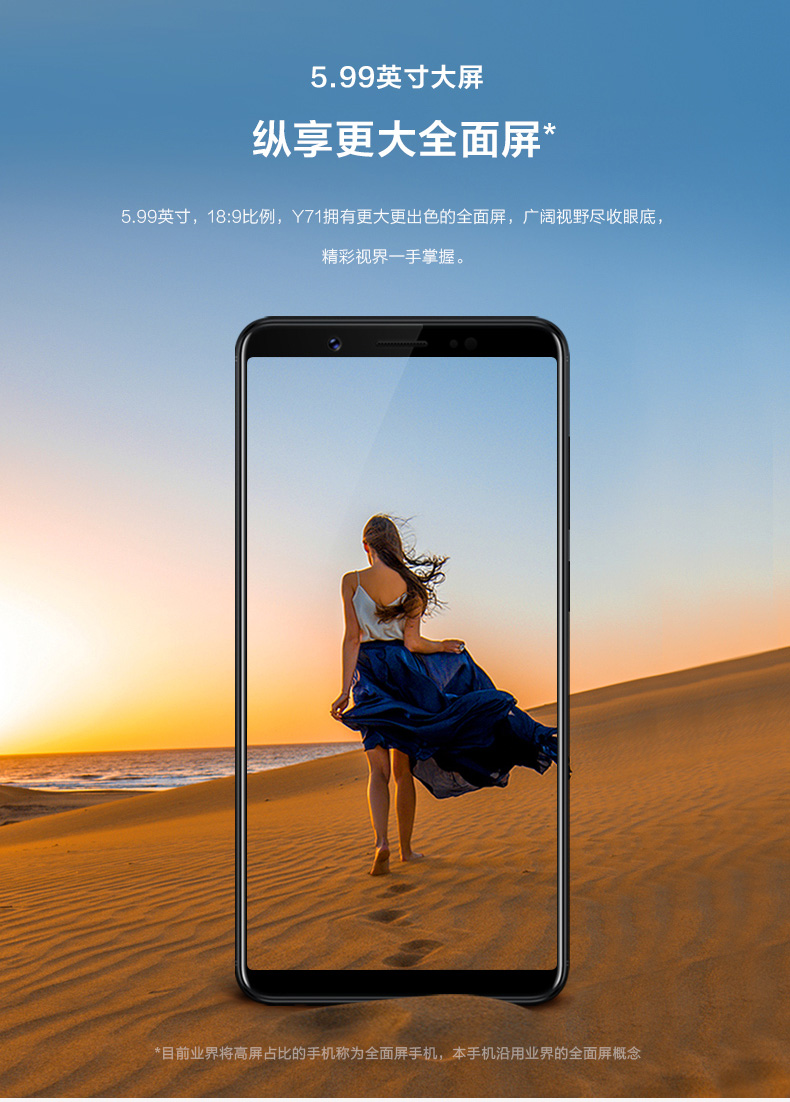 5.99英寸大屏
纵享更大全面屏*
5.99英寸，18:9比例，Y71拥有更大更出色的全面屏，广阔视野尽收眼底，
精彩视界一手掌握。
*目前业界将高屏占比的手机称为全面屏手机，本手机沿用业界的全面屏概念